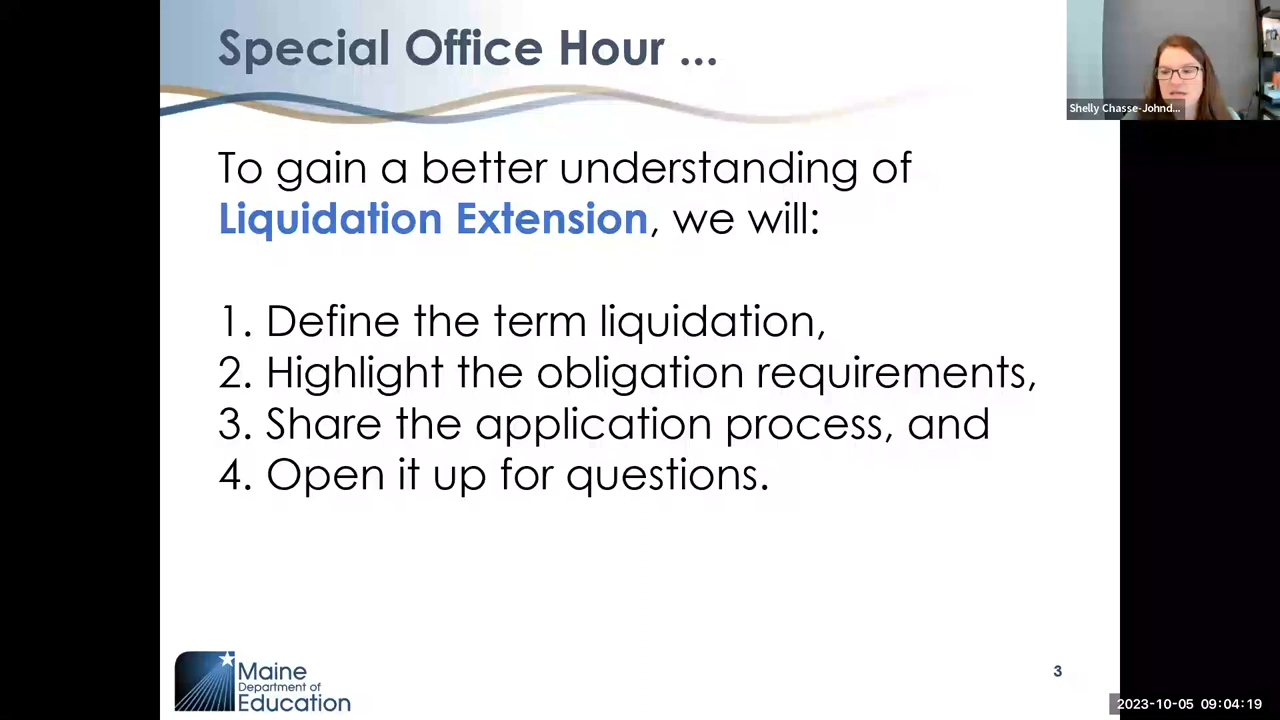 Special Office Hour ...
Shelly Chasse-Johnd...
To gain a better understanding of
Liquidation Extension, we will:
1. Define the term liquidation,
2. Highlight the obligation requirements,
3. Share the application process, and
4. Open it up for questions.
Maine
Department of
Education
3
2023-10-05 09:04:19